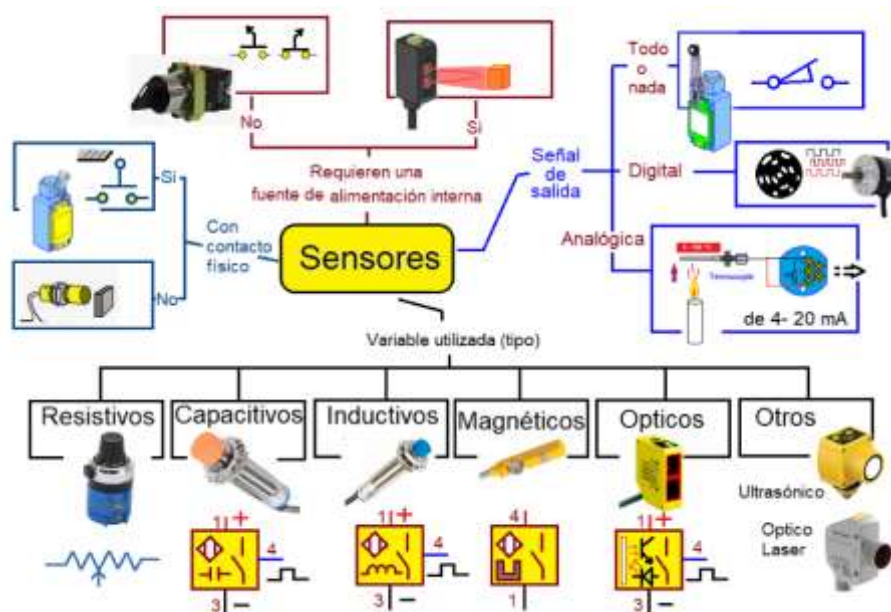 Todo
o
nada
No
Si
Requieren una
fuente de alimentación interna
Señal
de
salida
Digital
Si
Con
contacto
físico
No
Sensores
Analógica
Termocupla
de 4- 20 mA
Variable utilizada (tipo)
Resistivos
Capacitivos
Inductivos
Magnéticos
Opticos
Otros
Ultrasónico
Optico
Laser
1 +
4
3 –
1 +
4
3 –
4
1
1 +
4
3 –